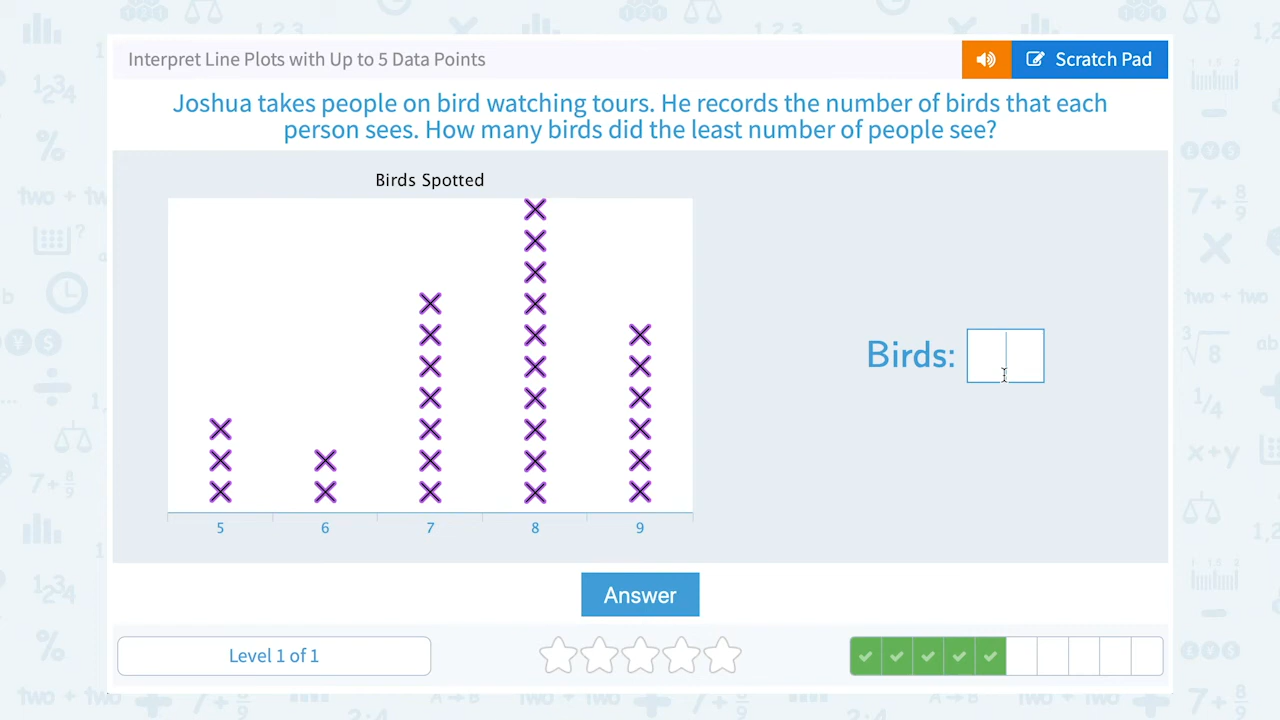 Interpret Line Plots with Up to 5 Data Points
Scratch Pad
Joshua takes people on bird watching tours. He records the number of birds that each
person sees. How many birds did the least number of people see?
Birds Spotted
Birds:
5 6 7 8 9
Answer
Level 1 of 1